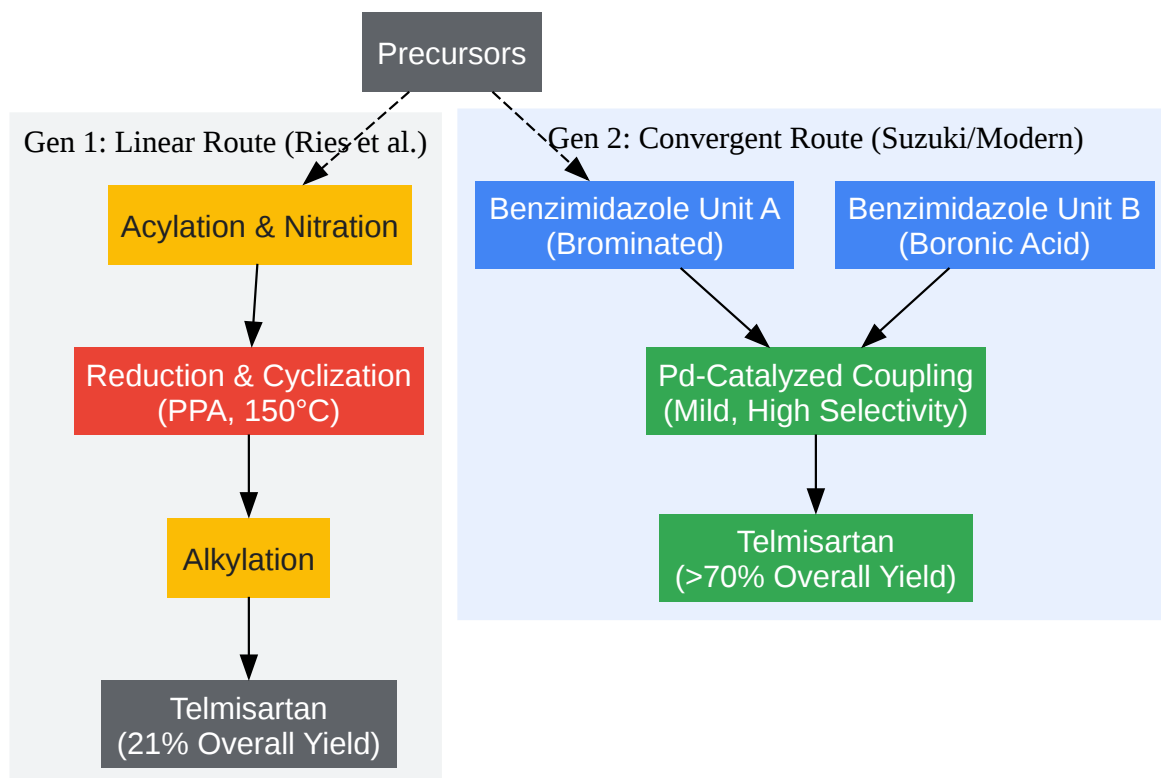 Precursors
Gen 1: Linear Route (Ries et al.)
Acylation & Nitration
Reduction & Cyclization
(PPA, 150°C)
Alkylation
Telmisartan
(21% Overall Yield)
Gen 2: Convergent Route (Suzuki/Modern)
Benzimidazole Unit A
(Brominated)
Benzimidazole Unit B
(Boronic Acid)
Pd-Catalyzed Coupling
(Mild, High Selectivity)
Telmisartan
(>70% Overall Yield)